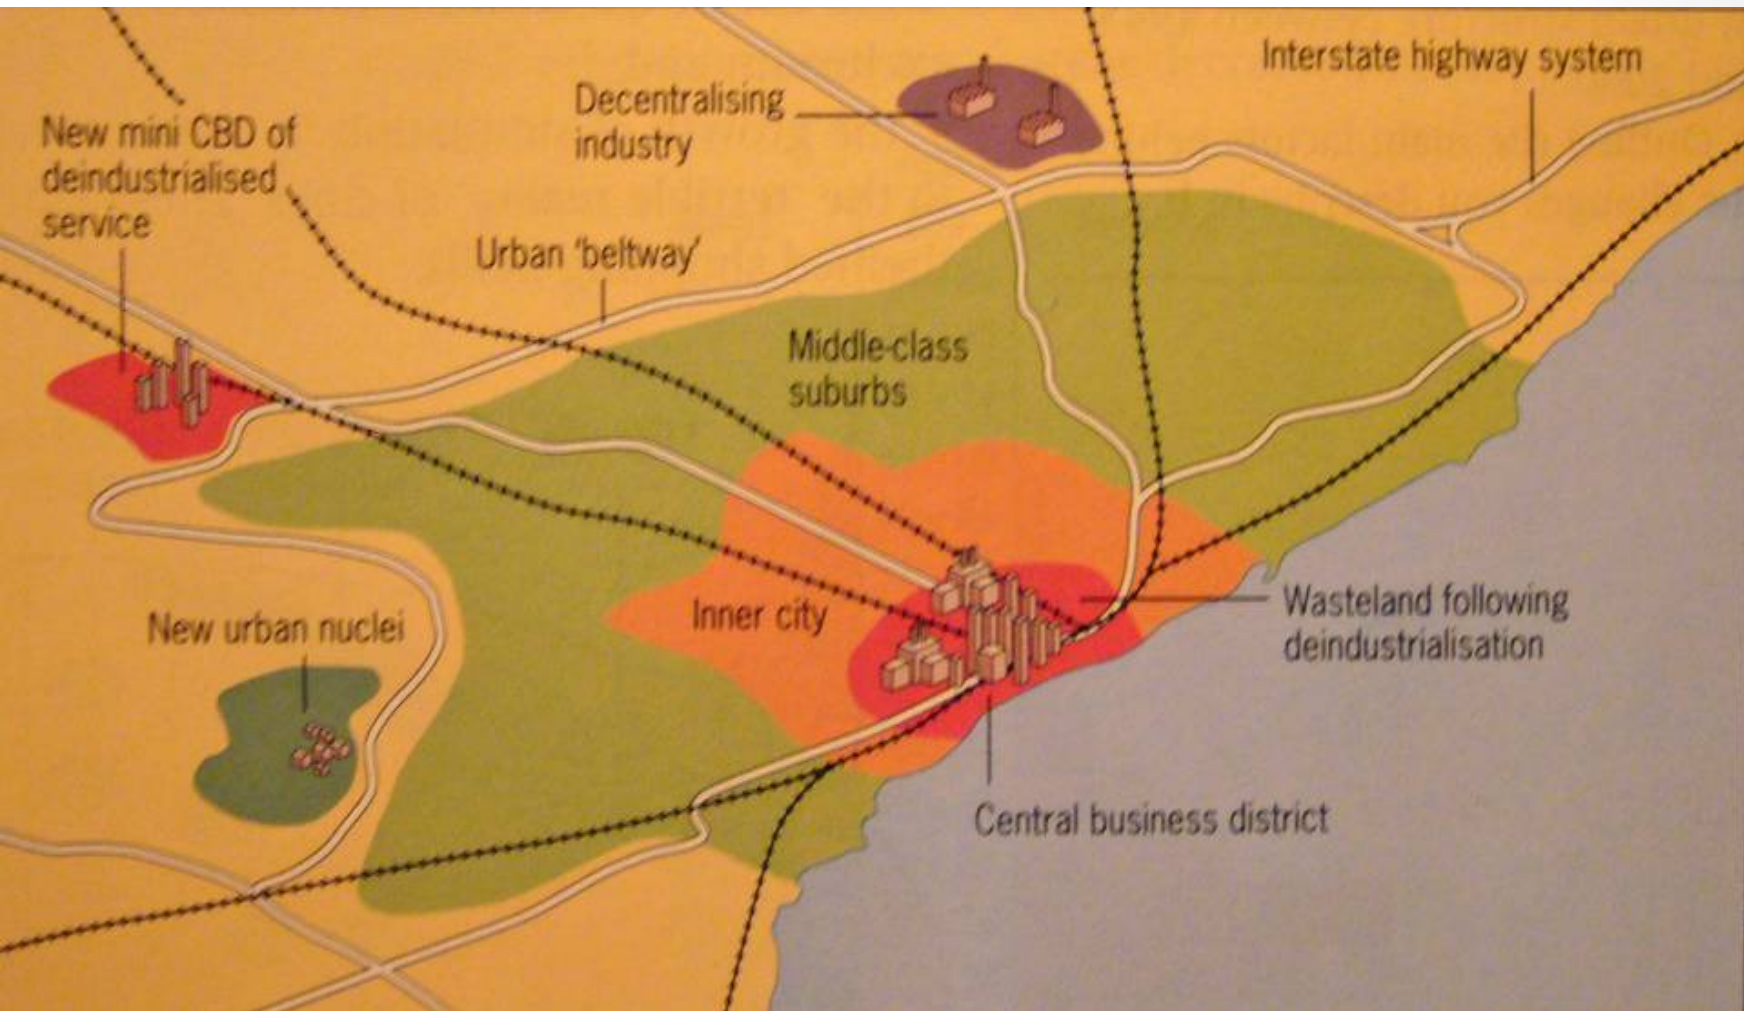 Interstate highway system
Decentralising
industry
New mini CBD of
deindustrialised
service
Urban 'beltway'
Middle-class
suburbs
Inner city
Wasteland following
deindustrialisation
New urban nuclei
Central business district